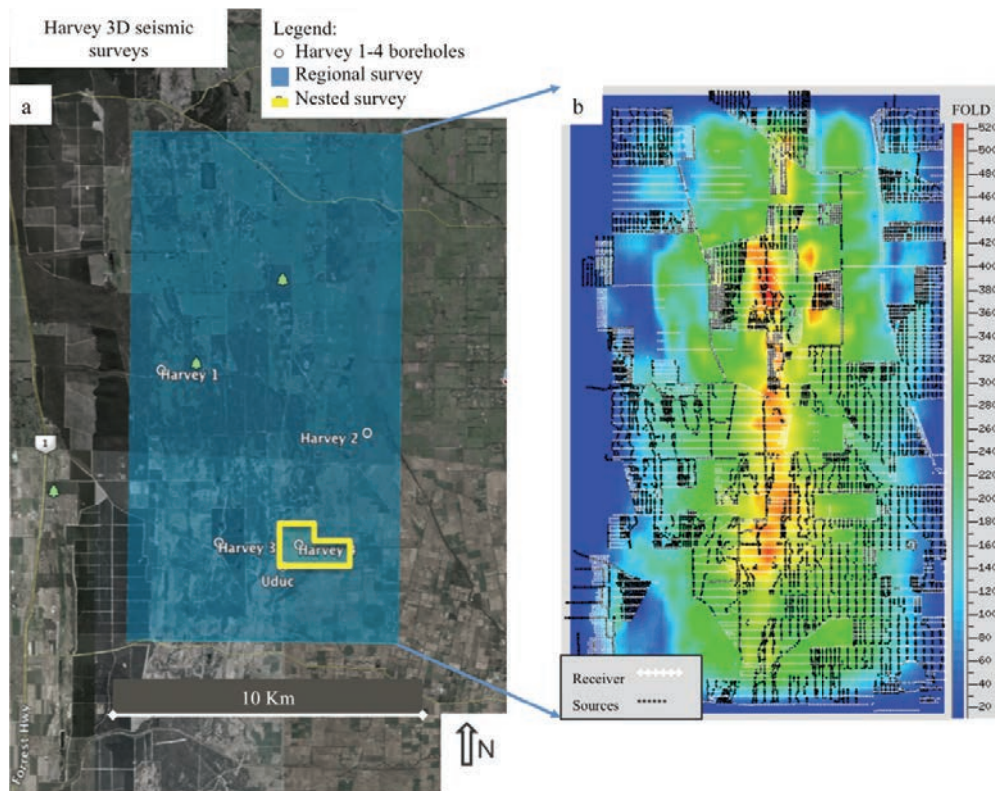 Harvey 3D seismic
surveys
Legend:
Harvey 1-4 boreholes
Regional survey
Nested survey
a
Harvey 1
Harvey 2
1
Harvey 3
Harvey
Uduc
10 Km
Forrest Hwy
N
b
FOLD
520
500
480
460
440
420
400
380
360
340
320
300
280
260
240
220
200
180
160
140
120
100
80
60
40
20
Receiver
Sources